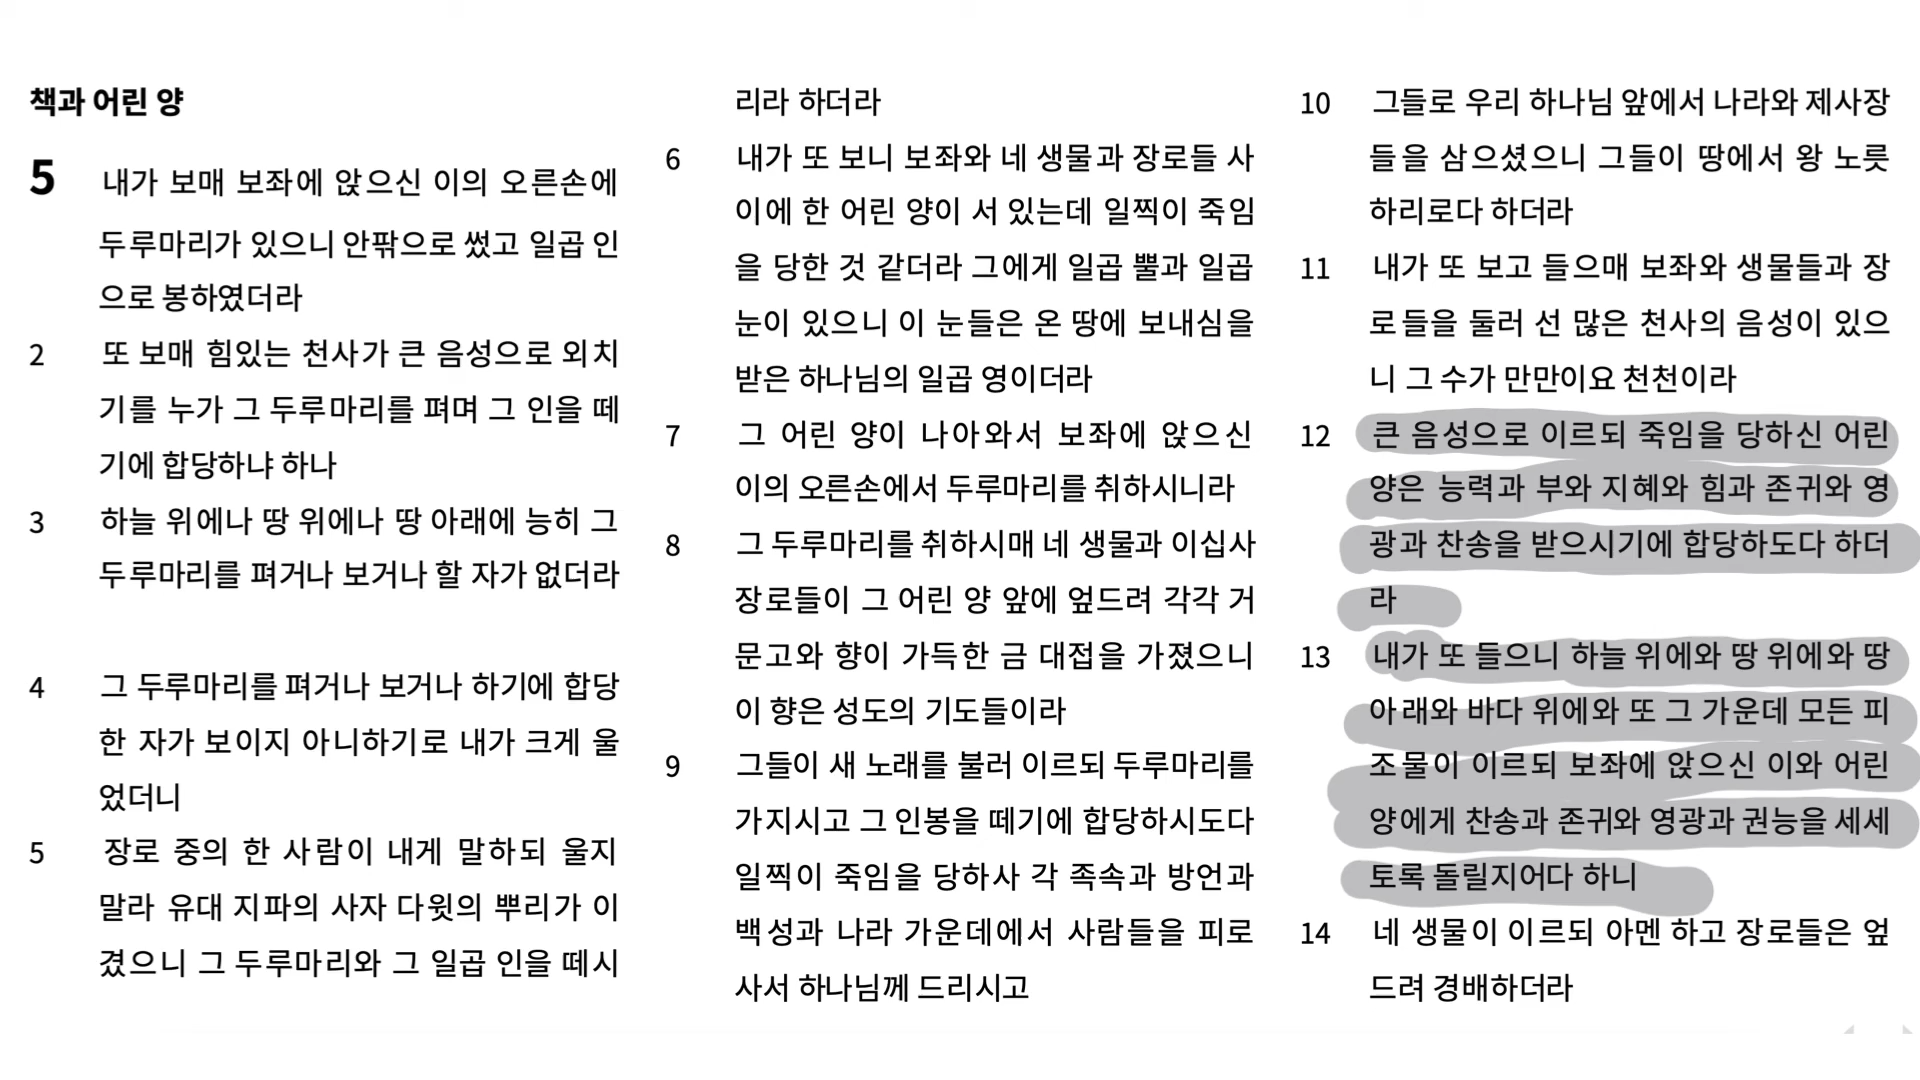 책과 어린 양
5 내가 보매 보좌에 앉으신 이의 오른손에
두루마리가 있으니 안팎으로 썼고 일곱 인
으로 봉하였더라
2 또 보매 힘있는 천사가 큰 음성으로 외치
기를 누가 그 두루마리를 펴며 그 인을 떼
기에 합당하냐 하나
3 하늘 위에나 땅 위에나 땅 아래에 능히 그
두루마리를 펴거나 보거나 할 자가 없더라
4 그 두루마리를 펴거나 보거나 하기에 합당
한 자가 보이지 아니하기로 내가 크게 울
었더니
5 장로 중의 한 사람이 내게 말하되 울지
말라 유대 지파의 사자 다윗의 뿌리가 이
겼으니 그 두루마리와 그 일곱 인을 떼시
리라 하더라
6 내가 또 보니 보좌와 네 생물과 장로들 사
이에 한 어린 양이 서 있는데 일찍이 죽임
을 당한 것 같더라 그에게 일곱 뿔과 일곱
눈이 있으니 이 눈들은 온 땅에 보내심을
받은 하나님의 일곱 영이더라
7 그 어린 양이 나아와서 보좌에 앉으신
이의 오른손에서 두루마리를 취하시니라
8 그 두루마리를 취하시매 네 생물과 이십사
장로들이 그 어린 양 앞에 엎드려 각각 거
문고와 향이 가득한 금 대접을 가졌으니
이 향은 성도의 기도들이라
9 그들이 새 노래를 불러 이르되 두루마리를
가지시고 그 인봉을 떼기에 합당하시도다
일찍이 죽임을 당하사 각 족속과 방언과
백성과 나라 가운데에서 사람들을 피로
사서 하나님께 드리시고
10 그들로 우리 하나님 앞에서 나라와 제사장
들을 삼으셨으니 그들이 땅에서 왕 노릇
하리로다 하더라
11 내가 또 보고 들으매 보좌와 생물들과 장
로들을 둘러 선 많은 천사의 음성이 있으
니 그 수가 만만이요 천천이라
12 큰 음성으로 이르되 죽임을 당하신 어린
양은 능력과 부와 지혜와 힘과 존귀와 영
광과 찬송을 받으시기에 합당하도다 하더
라
13 내가 또 들으니 하늘 위에와 땅 위에와 땅
아래와 바다 위에와 또 그 가운데 모든 피
조물이 이르되 보좌에 앉으신 이와 어린
양에게 찬송과 존귀와 영광과 권능을 세세
토록 돌릴지어다 하니
14 네 생물이 이르되 아멘 하고 장로들은 엎
드려 경배하더라